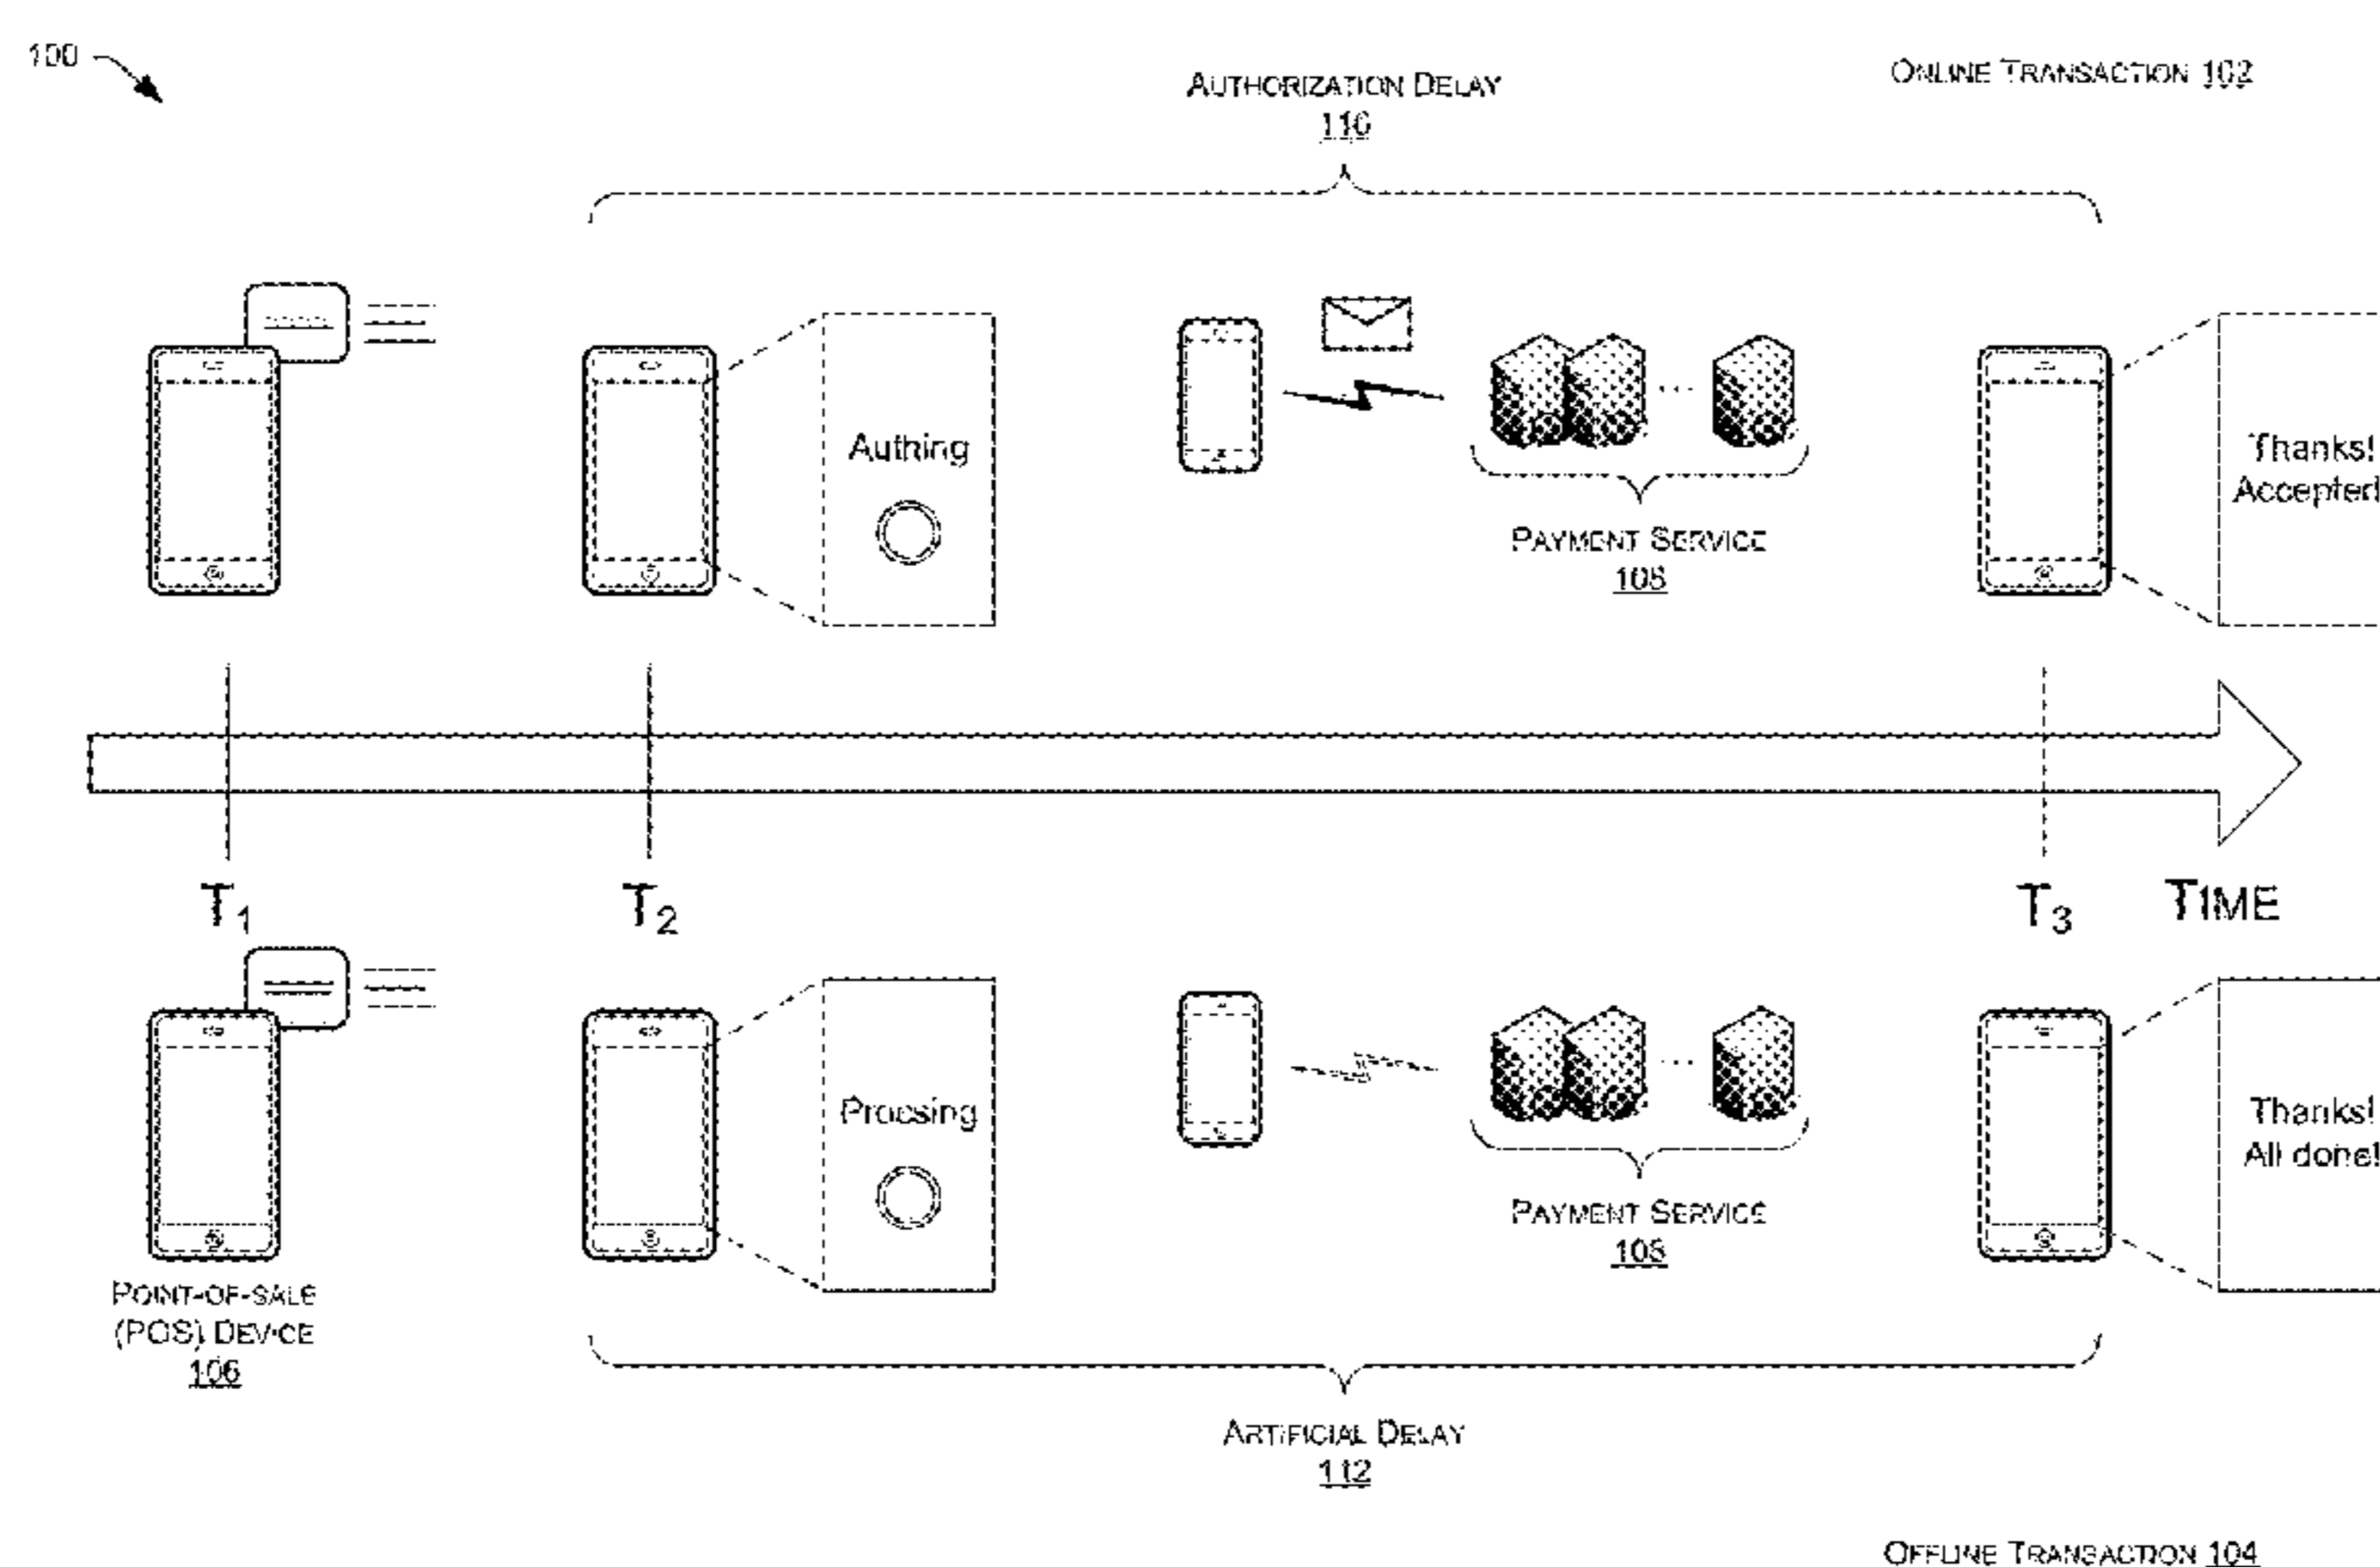 100
AUTHORIZATION DELAY
110
ONLINE TRANSACTION 102
Authing
PAYMENT SERVICE
108
Thanks!
Accepted
T1
T2
T3
TIME
Procsing
PAYMENT SERVICE
108
Thanks!
All done!
POINT-OF-SALE
(POS) DEVICE
106
ARTIFICIAL DELAY
112
OFFLINE TRANSACTION 104